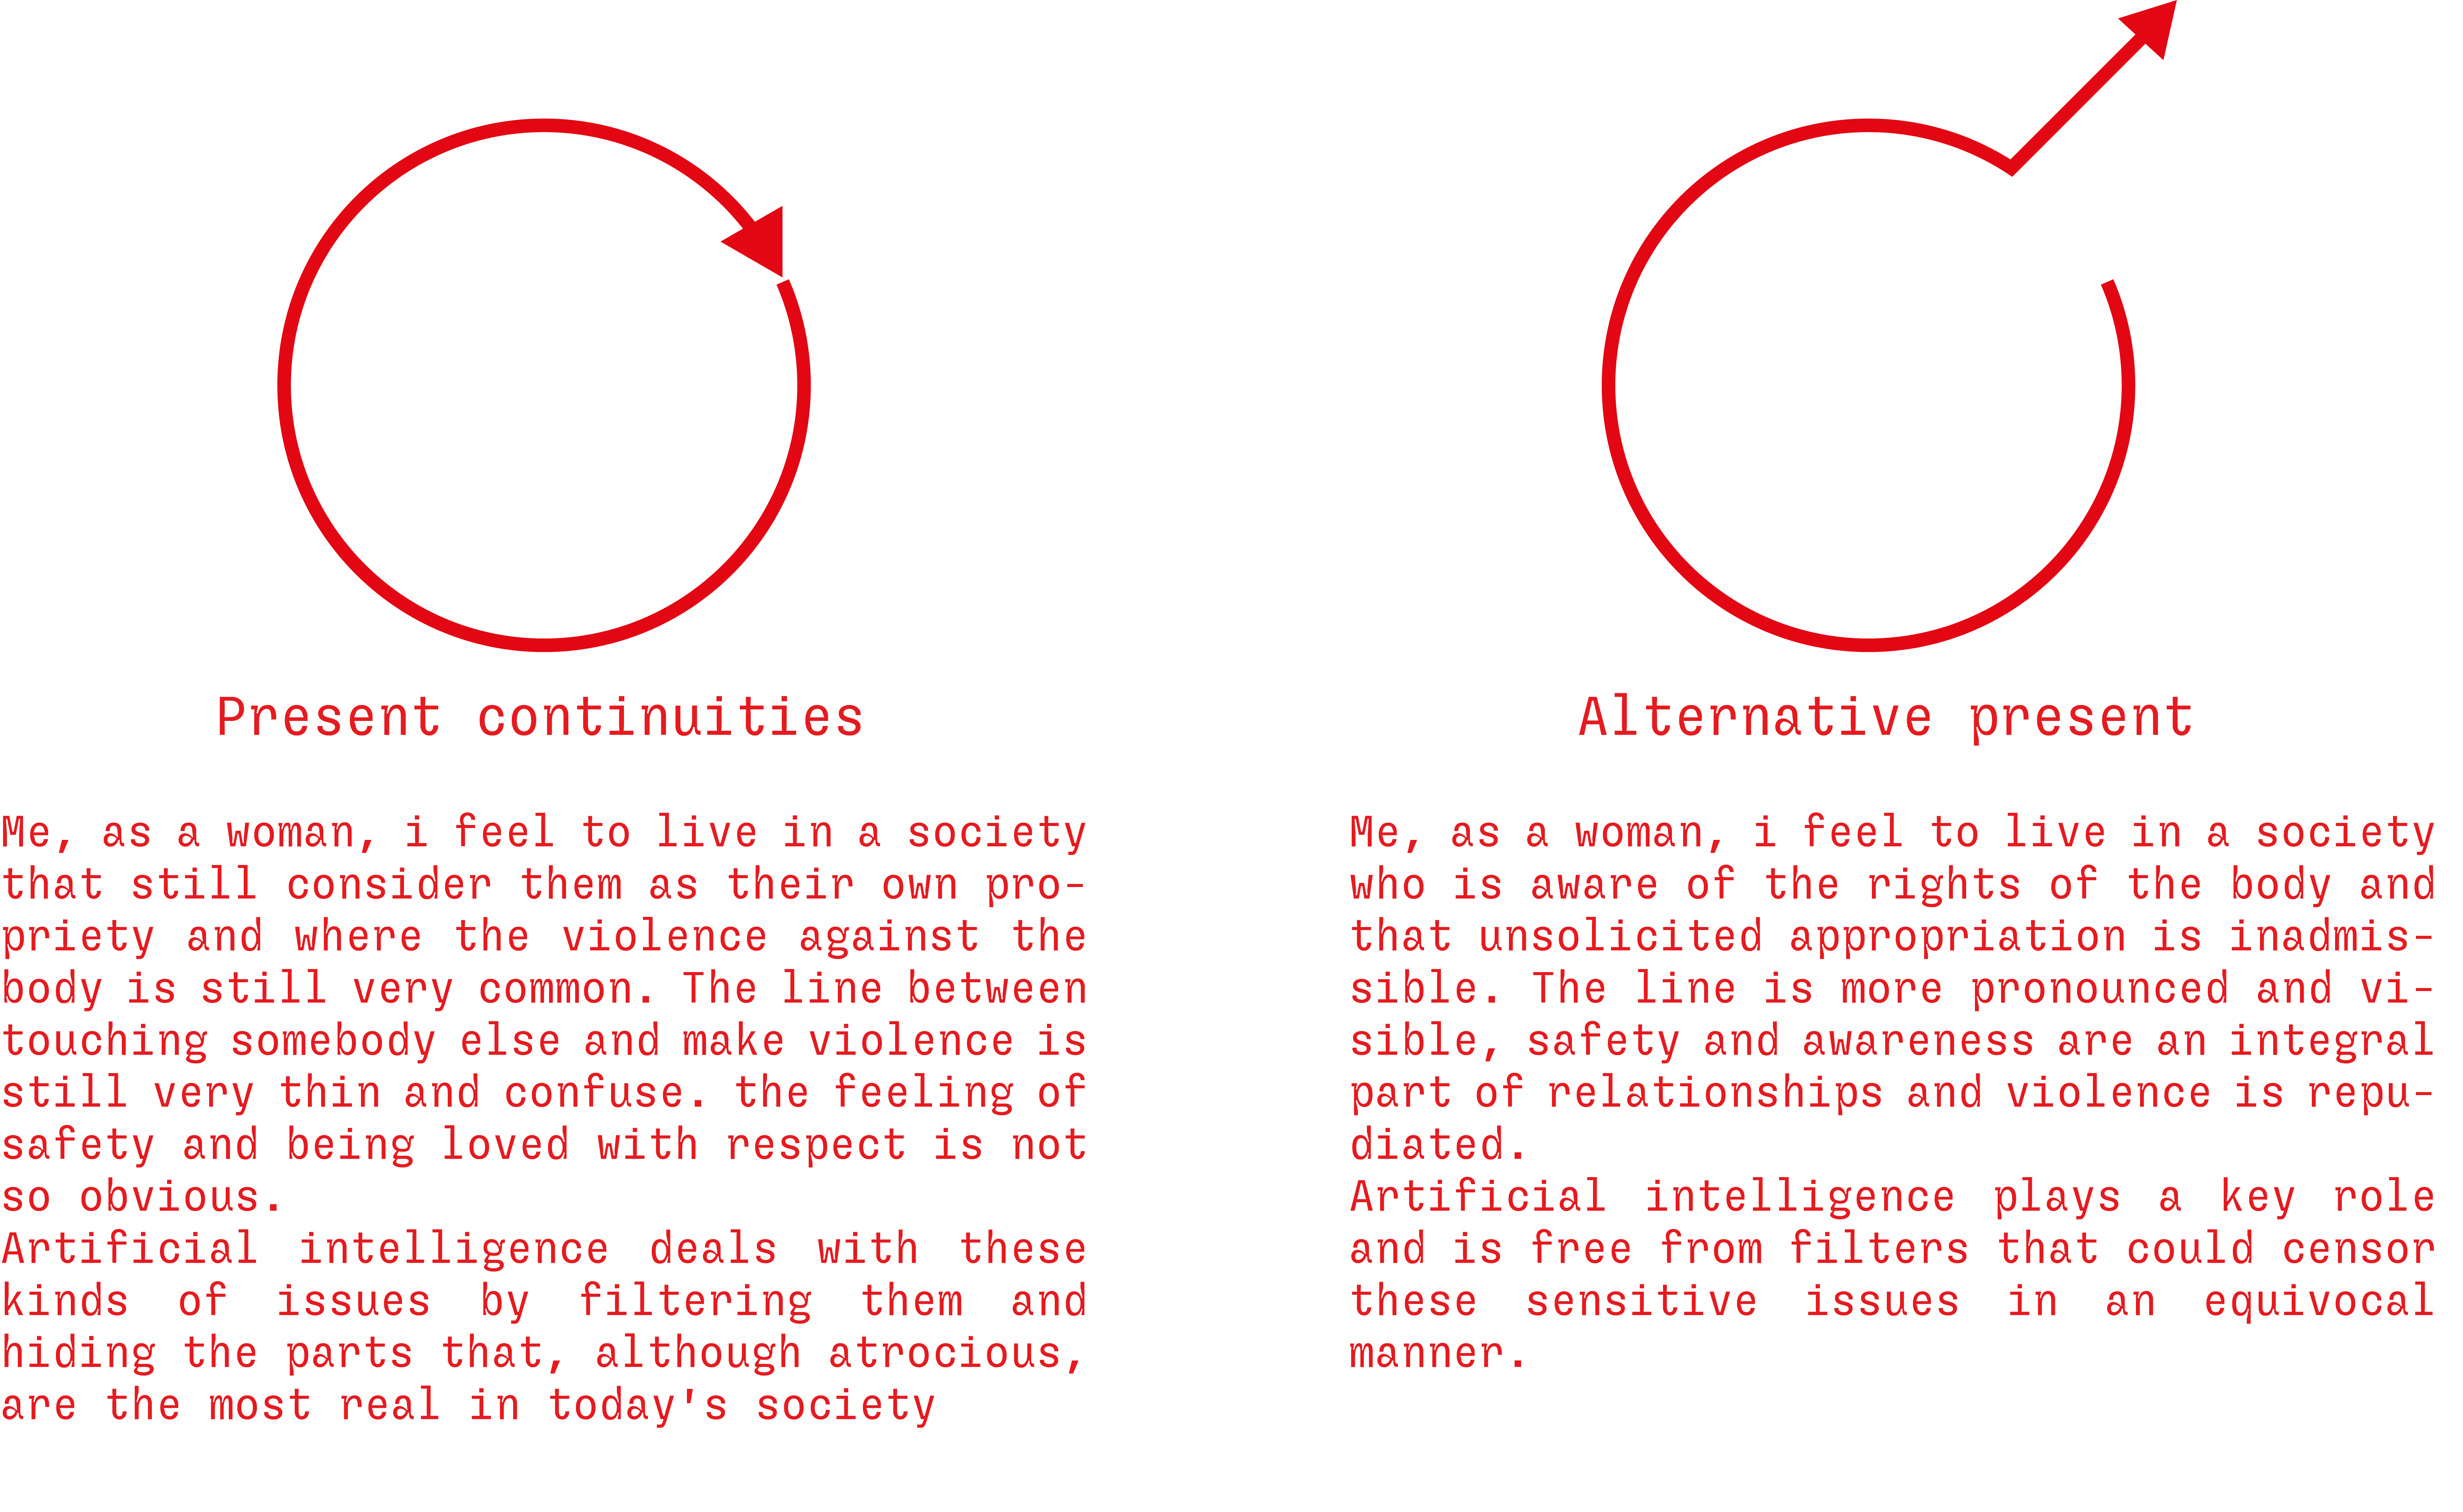 Present continuities
Me, as a woman, i feel to live in a society
that still consider them as their own pro-
priety and where the violence against the
body is still very common. The line between
touching somebody else and make violence is
still very thin and confuse. the feeling of
safety and being loved with respect is not
so obvious.
Artificial intelligence deals with these
kinds of issues by filtering them and
hiding the parts that, although atrocious,
are the most real in today's society
Alternative present
Me, as a woman, i feel to live in a society
who is aware of the rights of the body and
that unsolicited appropriation is inadmis-
sible. The line is more pronounced and vi-
sible, safety and awareness are an integral
part of relationships and violence is repu-
diated.
Artificial intelligence plays a key role
and is free from filters that could censor
these sensitive issues in an equivocal
manner.